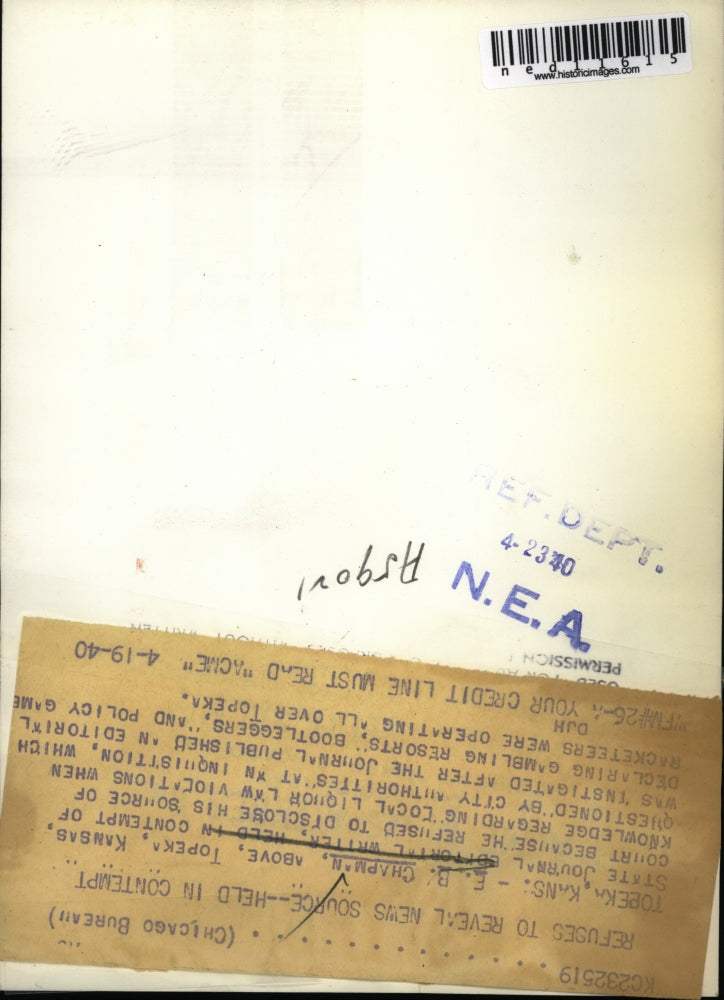 ned11615
www.historicimages.com
REF. DEPT.
4-23 40
N.E.A.
PERMISSION
KC232519
(CHICAGO BUREAU)
REFUSES TO REVEAL NEWS SOURCE--HELD IN CONTEMPT
TOPEKA, KANS. - E. B. CHAPMAN, ABOVE, TOPEKA, KANSAS,
STATE JOURNAL EDITORIAL WRITER, HELD IN CONTEMPT OF
COURT BECAUSE HE REFUSED TO DISCLOSE HIS SOURCE OF
KNOWLEDGE REGARDING LOCAL LIQUOR LAW VIOLATIONS WHEN
QUESTIONED BY CITY AUTHORITIES AT AN INQUISITION, WHICH
WAS INSTIGATED AFTER THE JOURNAL PUBLISHED AN EDITORIAL
DECLARING GAMBLING RESORTS, BOOTLEGGERS, AND POLICY GAME
RACKETEERS WERE OPERATING ALL OVER TOPEKA.
DJH
YOUR CREDIT LINE MUST READ "ACME" 4-19-40